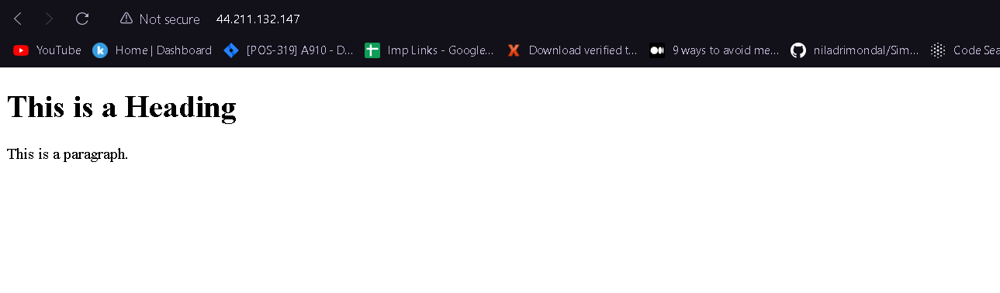 Not secure 44.211.132.147
YouTube Home | Dashboard [POS-319] A910 - D... Imp Links - Google... Download verified t... 9 ways to avoid me... niladrimondal/Sim... Code Sea
This is a Heading
This is a paragraph.